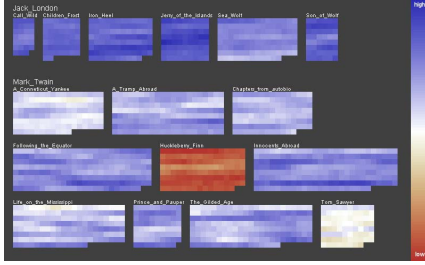 Jack_London
Call_Wild Children_Frost Iron_Heel Jerry_of_the_Islands Sea_Wolf Son_of_Wolf
Mark_Twain
A_Conneticut_Yankee A_Tramp_Abroad Chapters_from_autobio
Following_the_Equator Huckleberry_Finn Innocents_Abroad
Life_on_the_Mississippi Prince_and_Pauper The_Gilded_Age Tom_Sawyer
high
low